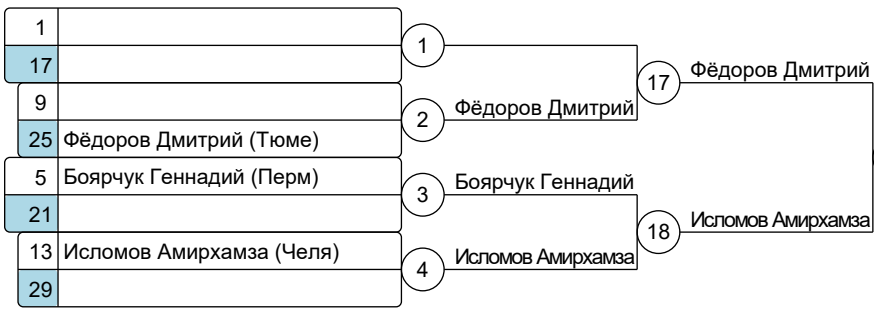 1
17
1
9
25 Фёдоров Дмитрий (Тюме)
2
Фёдоров Дмитрий
17
Фёдоров Дмитрий
5 Боярчук Геннадий (Перм)
21
3
Боярчук Геннадий
13 Исломов Амирхамза (Челя)
29
4
Исломов Амирхамза
18
Исломов Амирхамза